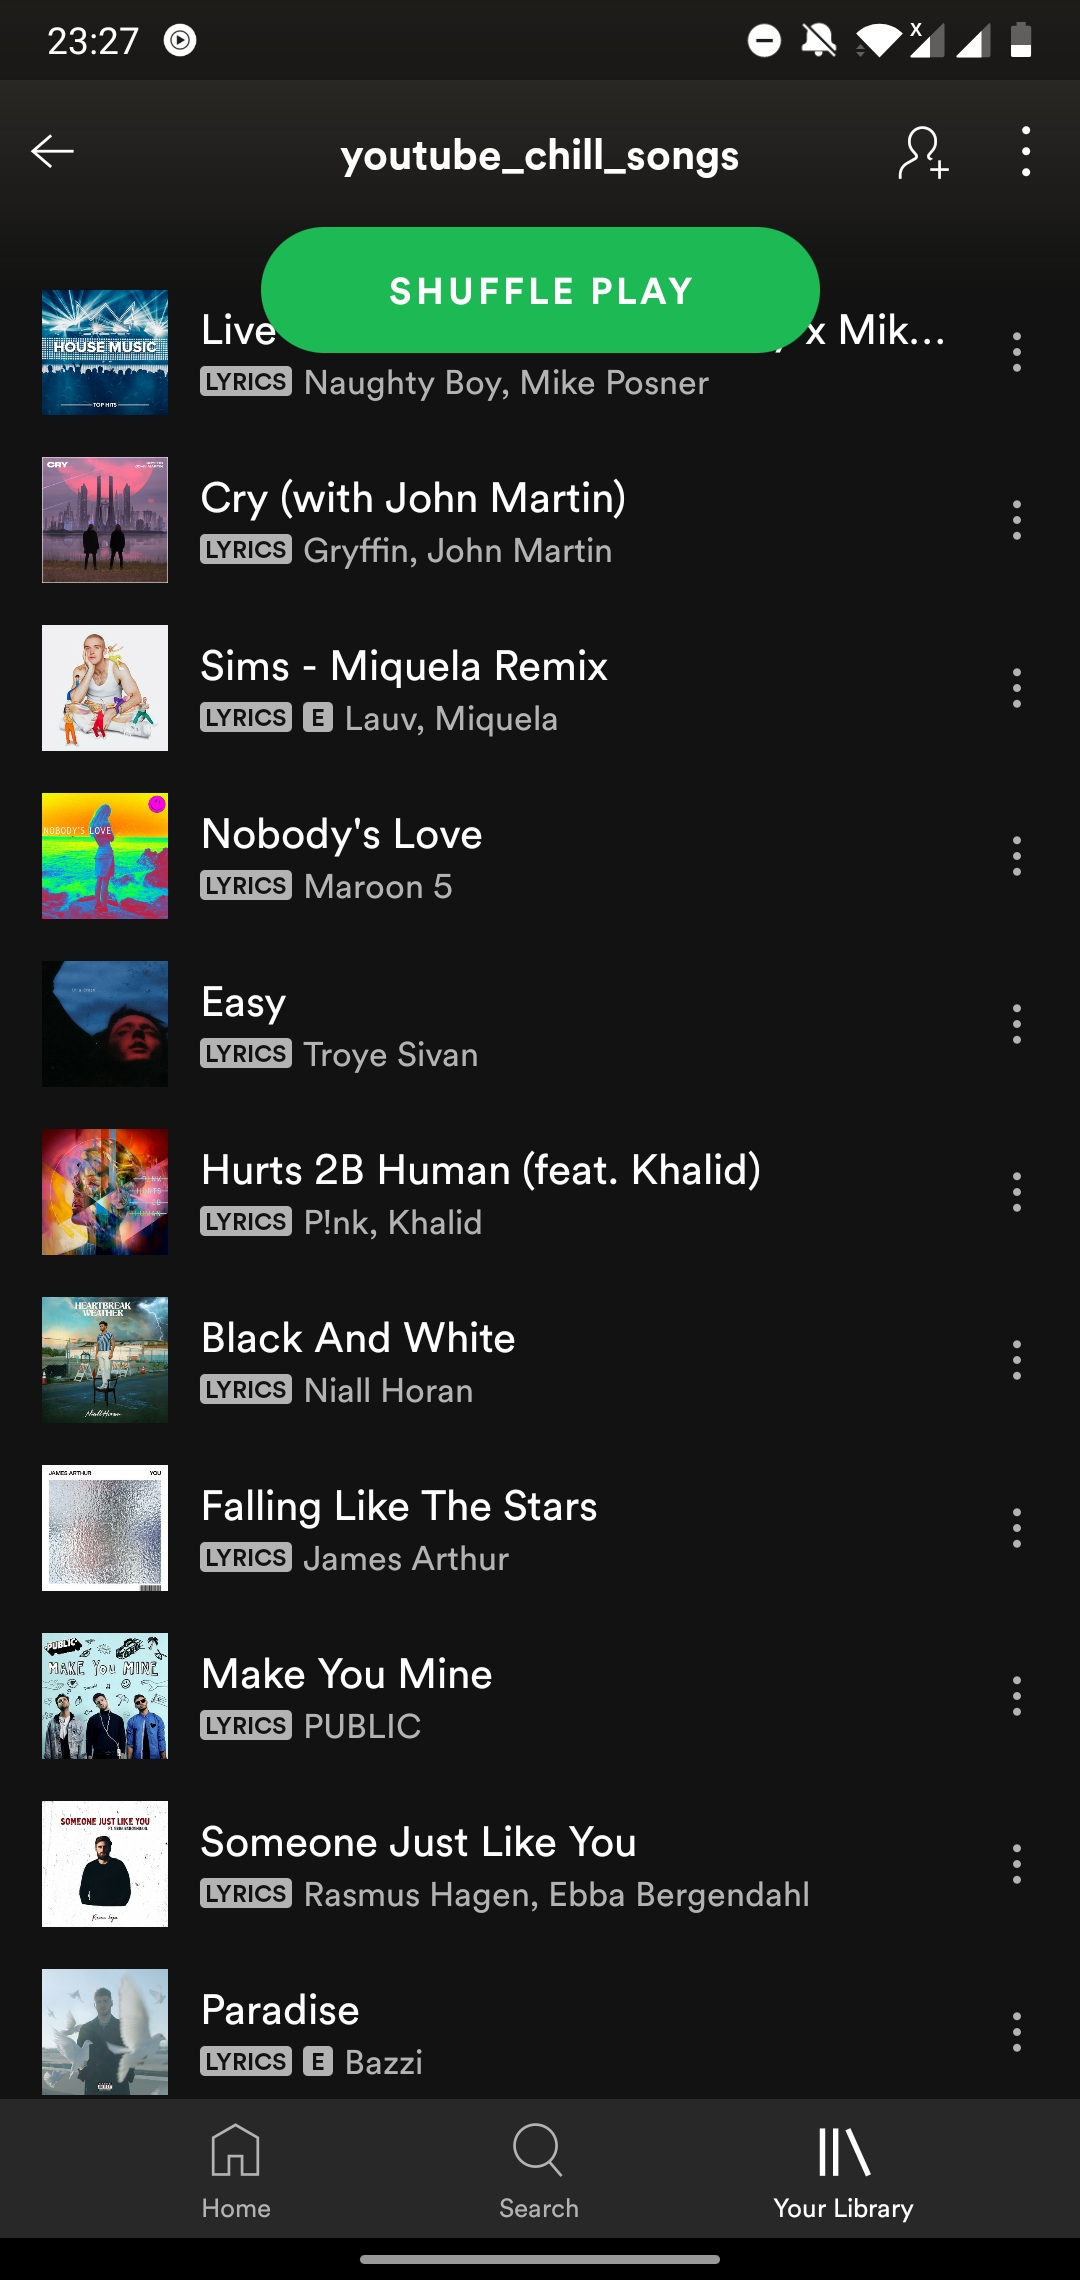 23:27
youtube_chill_songs
SHUFFLE PLAY
HOUSE MUSIC
TOP HITS
Live x Mik...
LYRICS Naughty Boy, Mike Posner
CRY
Cry (with John Martin)
LYRICS Gryffin, John Martin
Sims - Miquela Remix
LYRICS E Lauv, Miquela
NOBODY'S LOVE
Nobody's Love
LYRICS Maroon 5
Easy
LYRICS Troye Sivan
Hurts 2B Human (feat. Khalid)
LYRICS P!nk, Khalid
HEARTBREAK
WEATHER
Niall Horan
Black And White
LYRICS Niall Horan
JAMES ARTHUR YOU
Falling Like The Stars
LYRICS James Arthur
PUBLIC
MAKE YOU MINE
Make You Mine
LYRICS PUBLIC
SOMEONE JUST LIKE YOU
Someone Just Like You
LYRICS Rasmus Hagen, Ebba Bergendahl
Paradise
LYRICS E Bazzi
Home
Search
Your Library